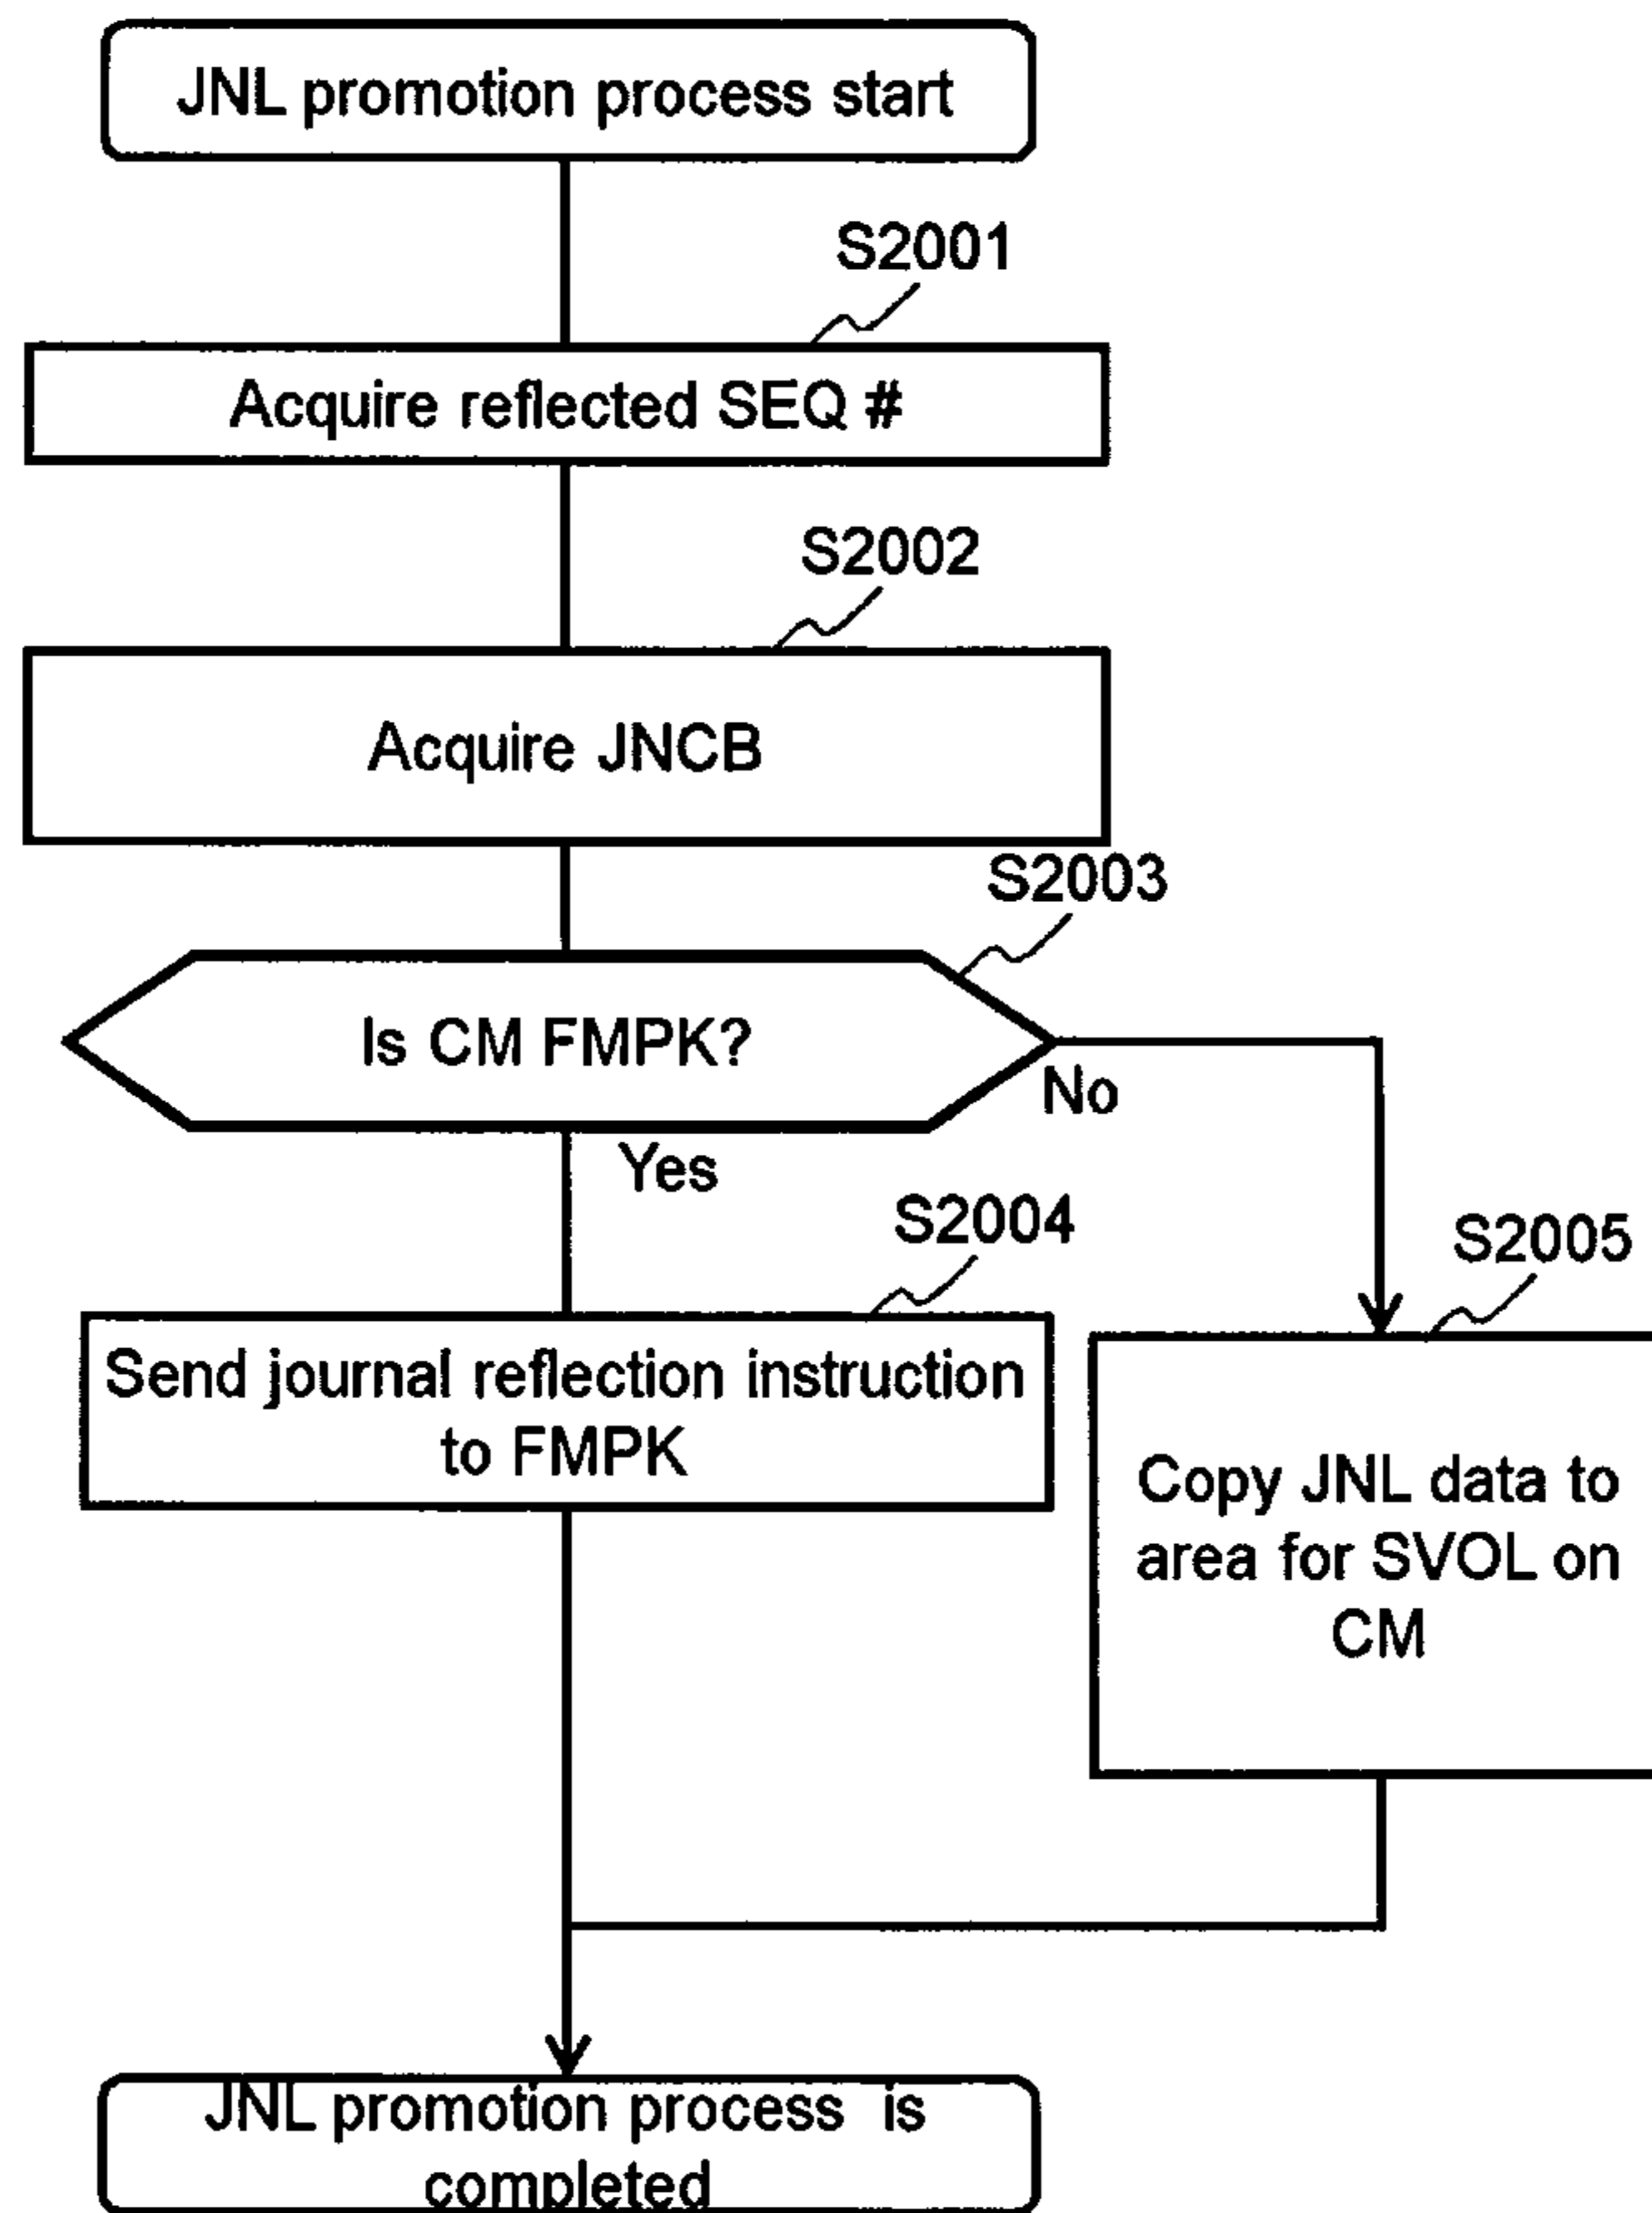 JNL promotion process start
S2001
Acquire reflected SEQ #
S2002
Acquire JNCB
S2003
Is CM FMPK?
No
Yes
S2004
S2005
Send journal reflection instruction
to FMPK
Copy JNL data to
area for SVOL on
CM
JNL promotion process is
completed